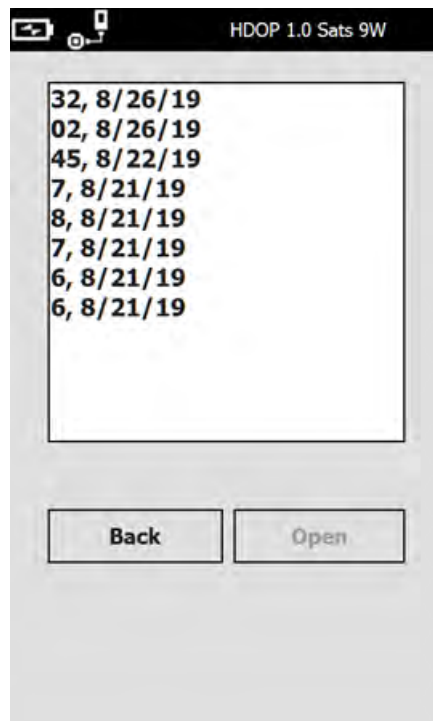 HDOP 1.0 Sats 9W
32, 8/26/19
02, 8/26/19
45, 8/22/19
7, 8/21/19
8, 8/21/19
7, 8/21/19
6, 8/21/19
6, 8/21/19
Back
Open